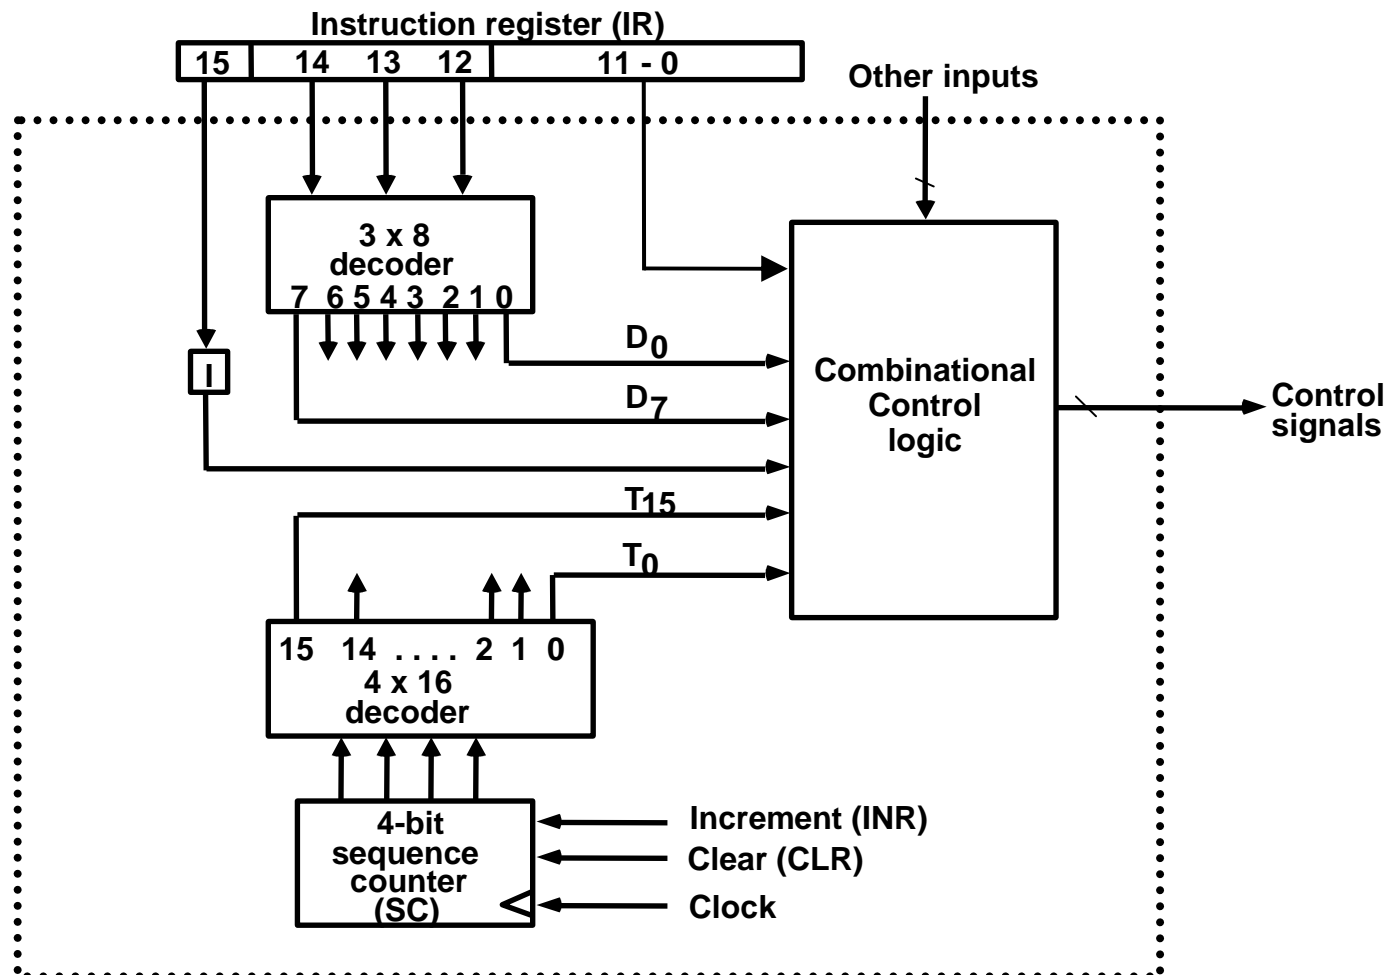 Instruction register (IR)
15 14 13 12 11 - 0
Other inputs
3 x 8
decoder
7 6 5 4 3 2 1 0
D0
I
Combinational
Control
logic
D7
Control
signals
T15
T0
15 14 . . . . 2 1 0
4 x 16
decoder
4-bit
sequence
counter
(SC)
Increment (INR)
Clear (CLR)
Clock